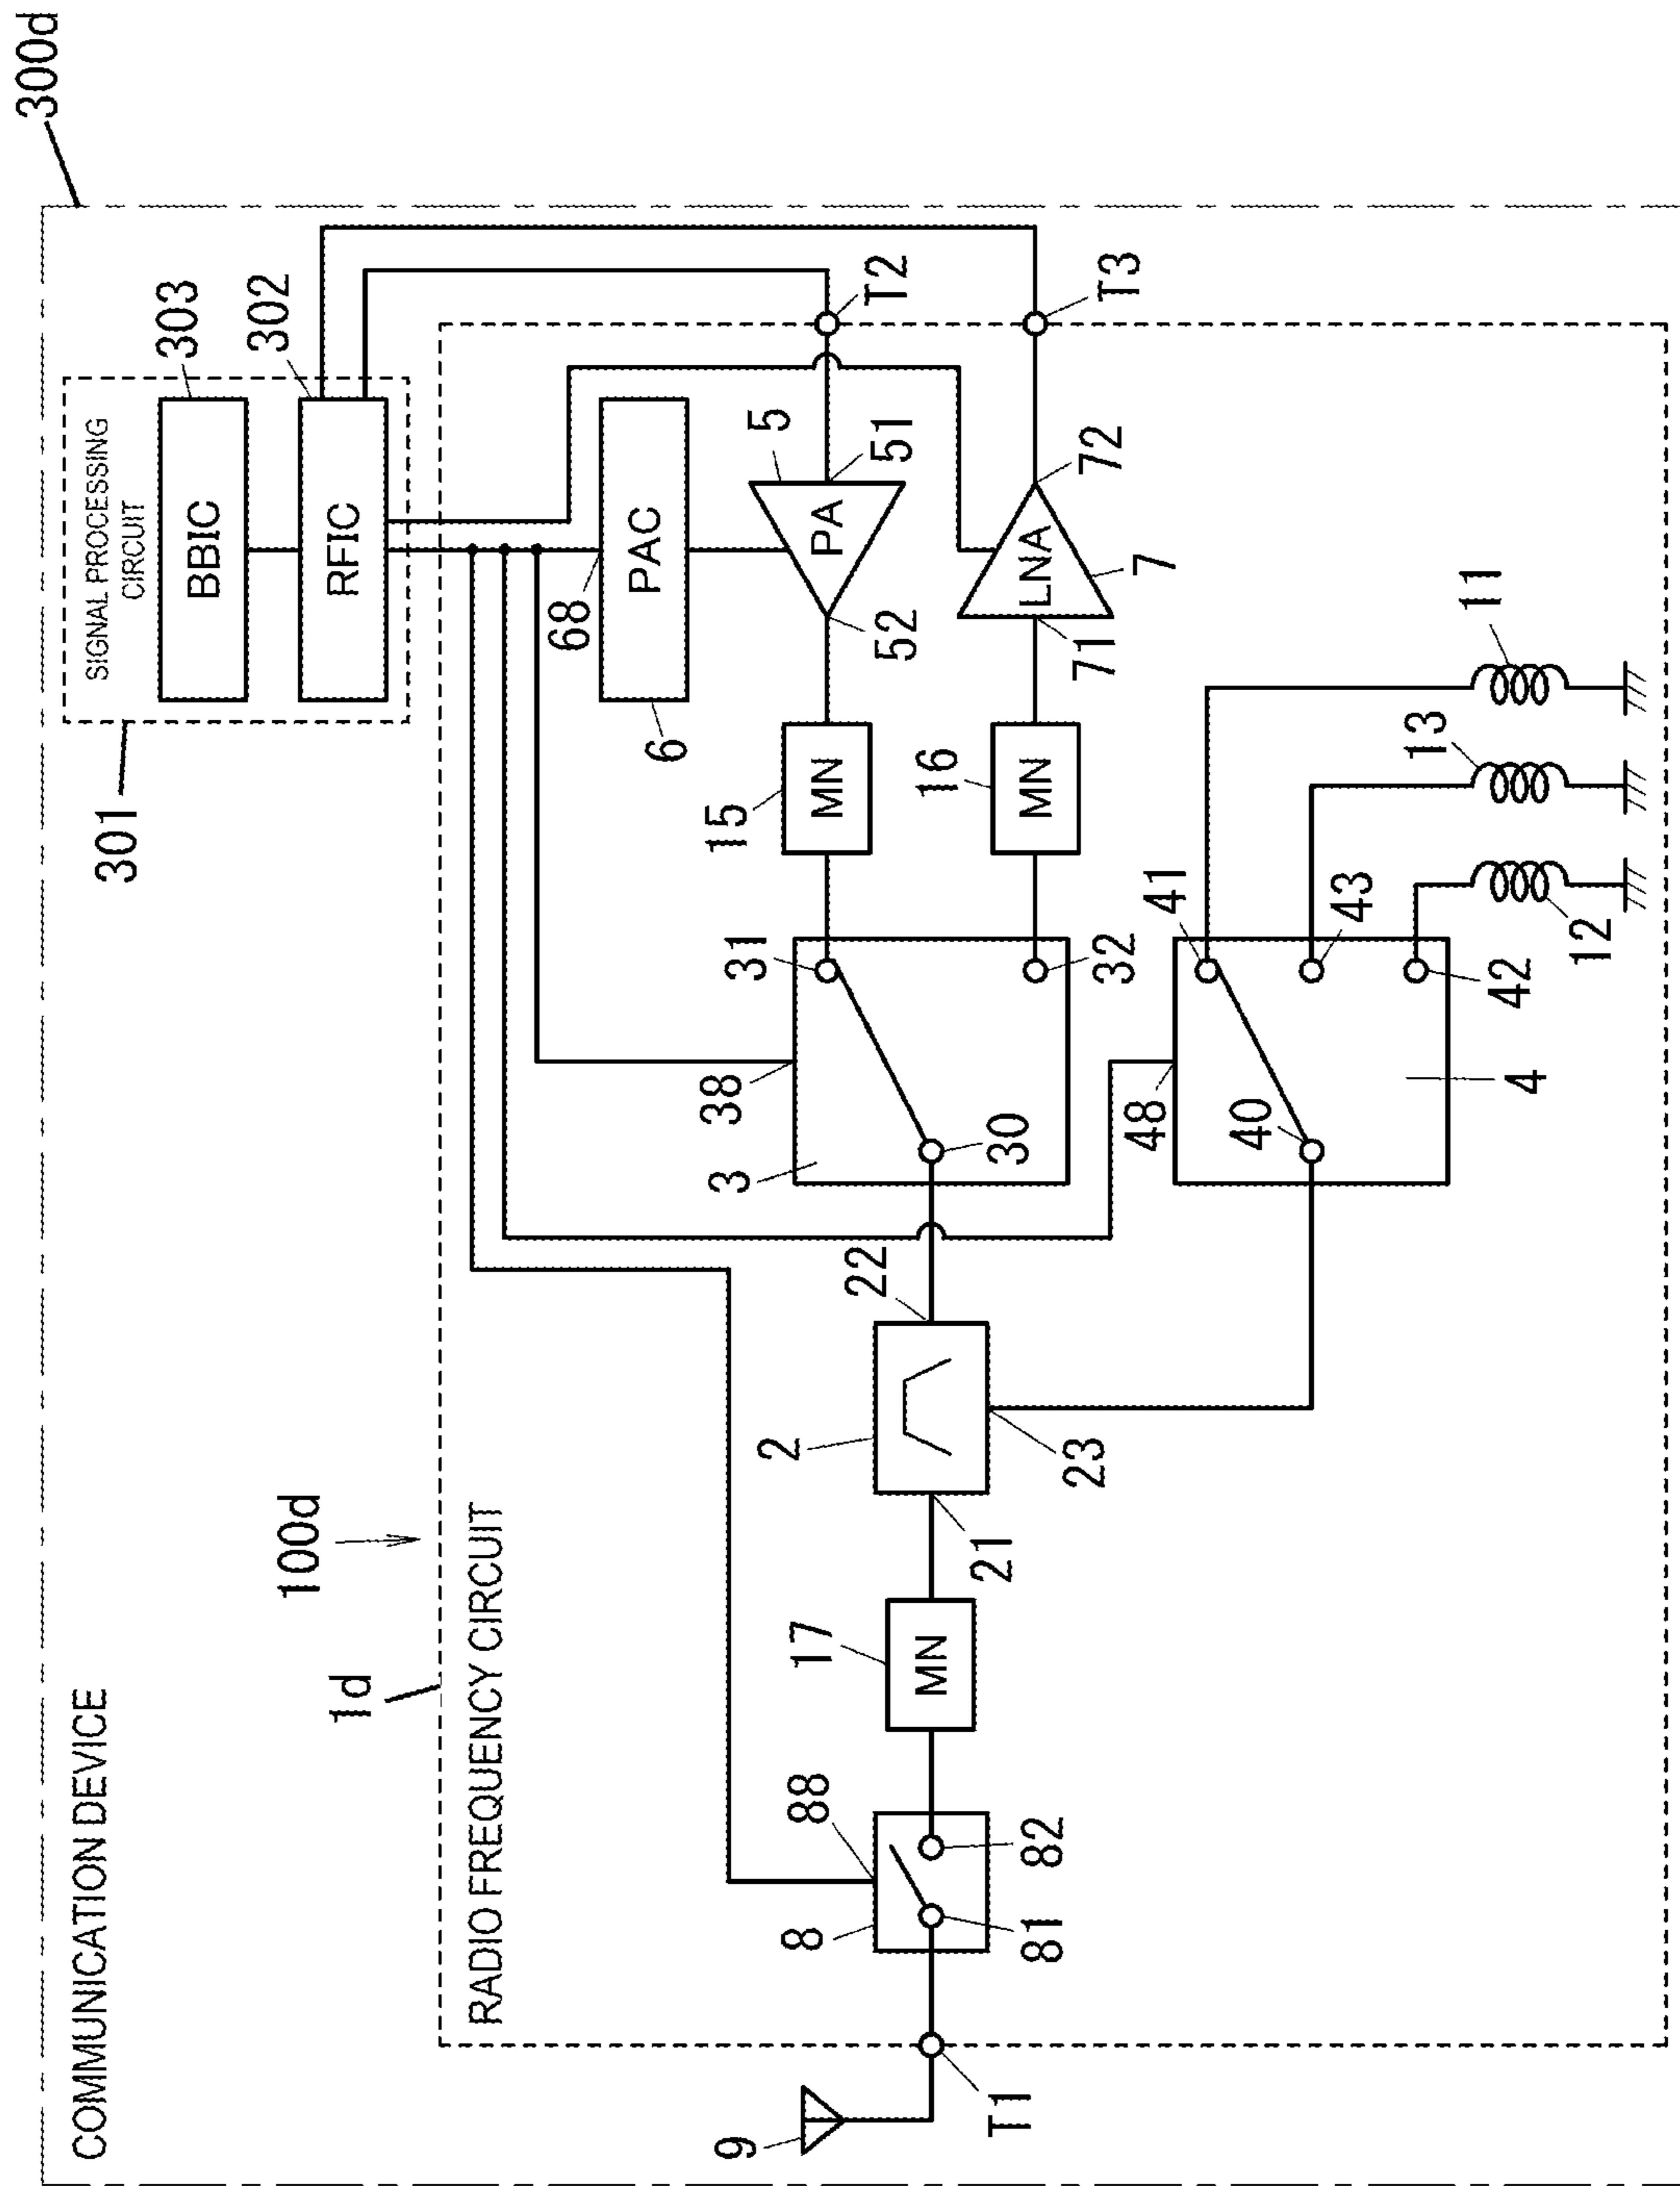 300d
COMMUNICATION DEVICE
301
SIGNAL PROCESSING
CIRCUIT
303
BBIC
302
RFIC
100d
1d
RADIO FREQUENCY CIRCUIT
68
PAC
6
5
PA
51
52
T2
15
MN
31
38
3
30
32
22
2
21
23
17
MN
88
8
81
82
9
T1
16
MN
71
LNA
72
7
T3
41
48
40
43
42
4
11
13
12